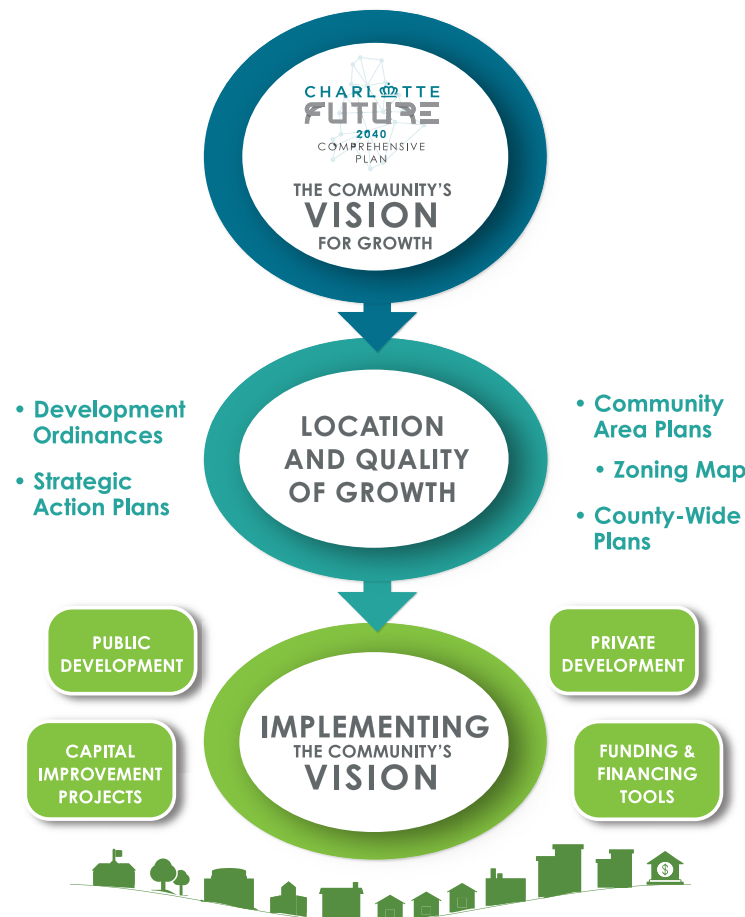 CHARLOTTE
FUTURE
2040
COMPREHENSIVE
PLAN
THE COMMUNITY'S
VISION
FOR GROWTH
• Development
Ordinances
• Strategic
Action Plans
LOCATION
AND QUALITY
OF GROWTH
• Community
Area Plans
• Zoning Map
• County-Wide
Plans
PUBLIC
DEVELOPMENT
CAPITAL
IMPROVEMENT
PROJECTS
IMPLEMENTING
THE COMMUNITY'S
VISION
PRIVATE
DEVELOPMENT
FUNDING &
FINANCING
TOOLS
$